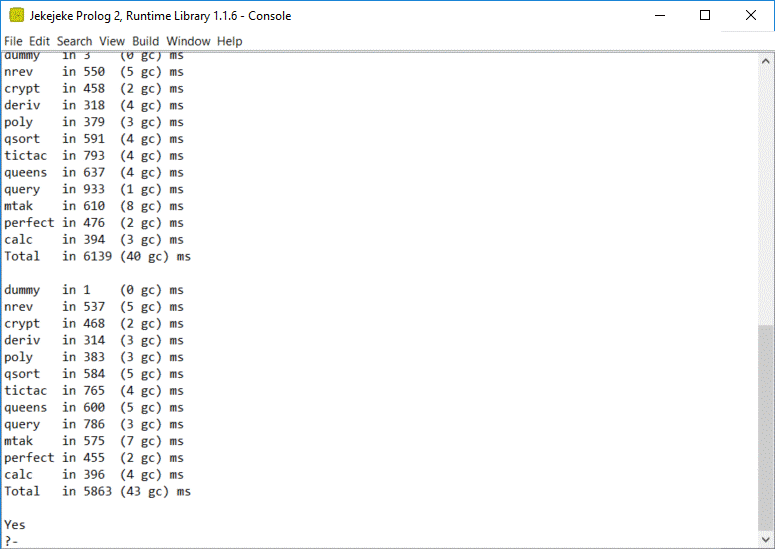 Jekejeke Prolog 2, Runtime Library 1.1.6 - Console
File Edit Search View Build Window Help
dummy in 3 (0 gc) ms
nrev in 550 (5 gc) ms
crypt in 458 (2 gc) ms
deriv in 318 (4 gc) ms
poly in 379 (3 gc) ms
qsort in 591 (4 gc) ms
tictac in 793 (4 gc) ms
queens in 637 (4 gc) ms
query in 933 (1 gc) ms
mtak in 610 (8 gc) ms
perfect in 476 (2 gc) ms
calc in 394 (3 gc) ms
Total in 6139 (40 gc) ms
dummy in 1 (0 gc) ms
nrev in 537 (5 gc) ms
crypt in 468 (2 gc) ms
deriv in 314 (3 gc) ms
poly in 383 (3 gc) ms
qsort in 584 (5 gc) ms
tictac in 765 (4 gc) ms
queens in 600 (5 gc) ms
query in 786 (3 gc) ms
mtak in 575 (7 gc) ms
perfect in 455 (2 gc) ms
calc in 396 (4 gc) ms
Total in 5863 (43 gc) ms
Yes
?-